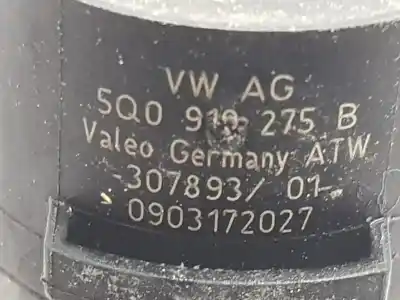 VW AG
5Q0 919 275 B
Valeo Germany ATW
-307893/ 01-
0903172027